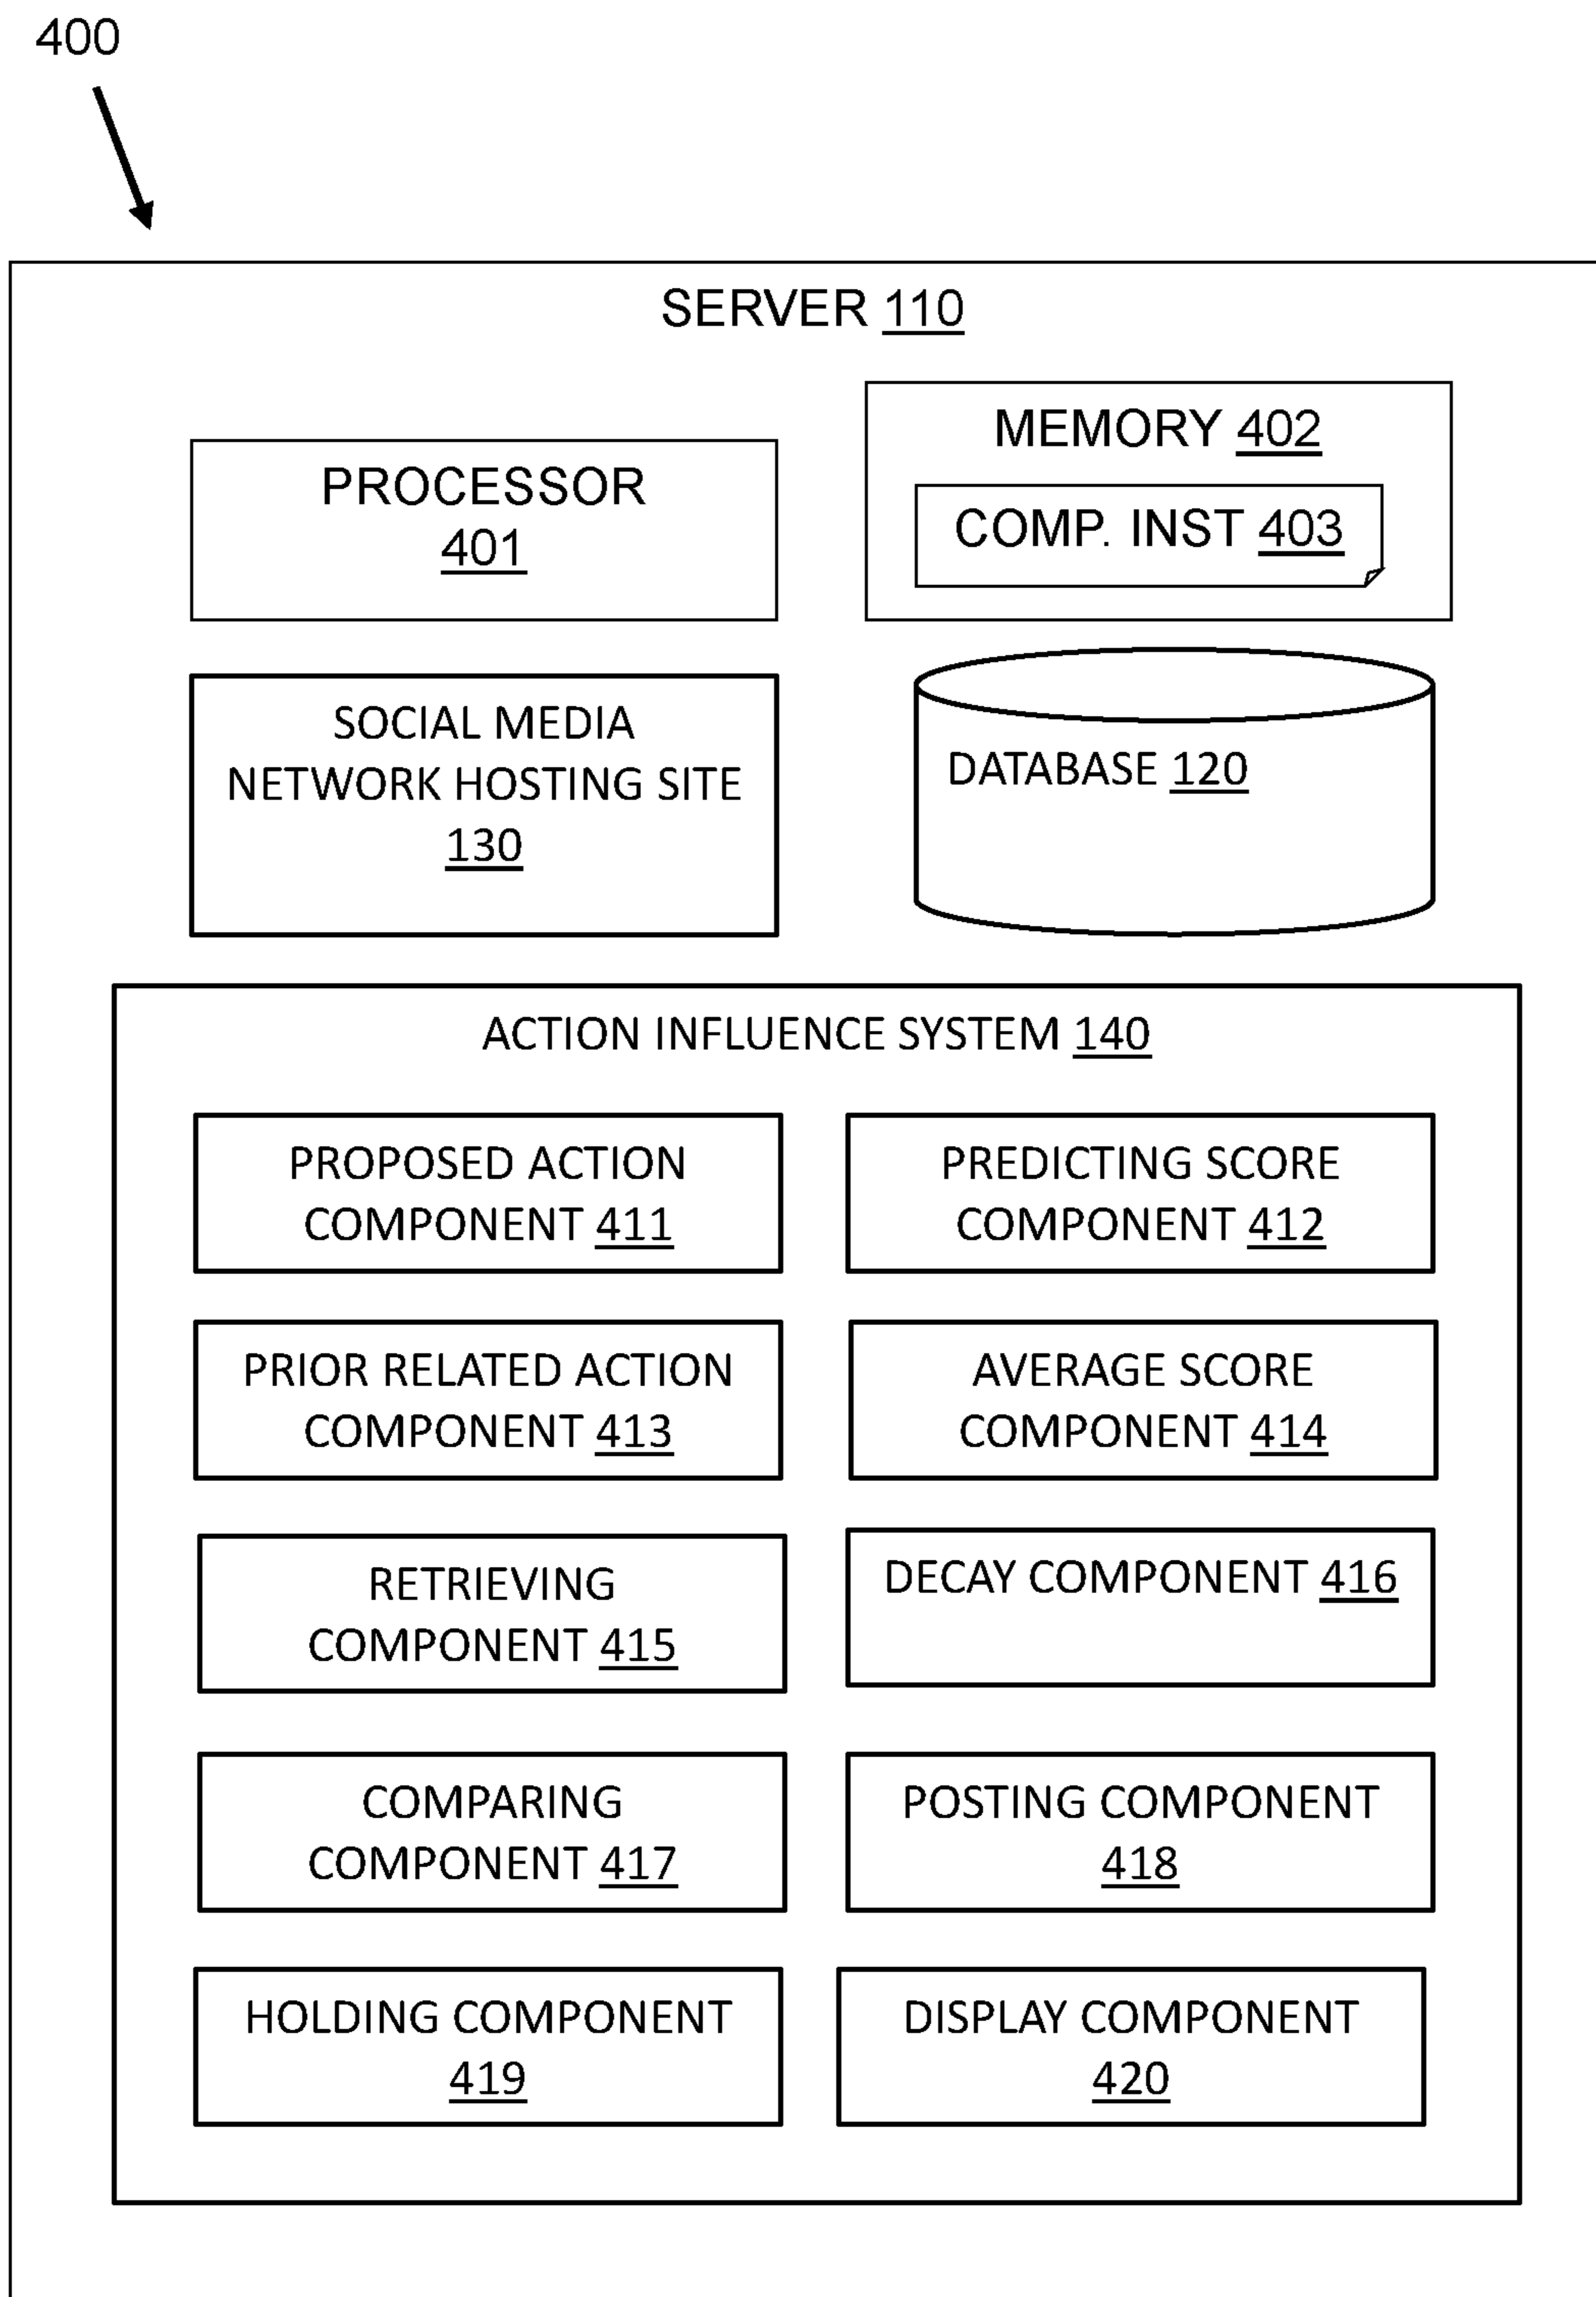 400
SERVER 110
PROCESSOR
401
MEMORY 402
COMP. INST 403
SOCIAL MEDIA
NETWORK HOSTING SITE
130
DATABASE 120
ACTION INFLUENCE SYSTEM 140
PROPOSED ACTION
COMPONENT 411
PREDICTING SCORE
COMPONENT 412
PRIOR RELATED ACTION
COMPONENT 413
AVERAGE SCORE
COMPONENT 414
RETRIEVING
COMPONENT 415
DECAY COMPONENT 416
COMPARING
COMPONENT 417
POSTING COMPONENT
418
HOLDING COMPONENT
419
DISPLAY COMPONENT
420